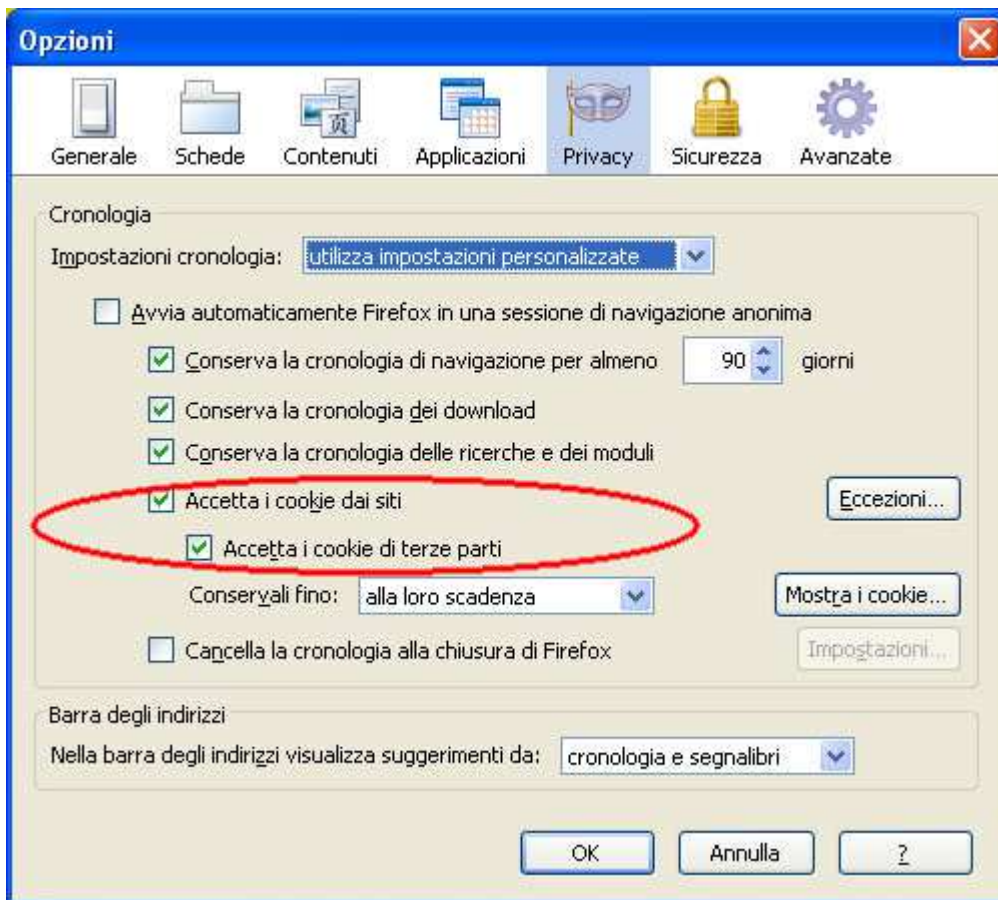 Opzioni
Generale Schede Contenuti Applicazioni Privacy Sicurezza Avanzate
Cronologia
Impostazioni cronologia: utilizza impostazioni personalizzate
Avvia automaticamente Firefox in una sessione di navigazione anonima
Conserva la cronologia di navigazione per almeno 90 giorni
Conserva la cronologia dei download
Conserva la cronologia delle ricerche e dei moduli
Accetta i cookie dai siti Eccezioni...
Accetta i cookie di terze parti
Conservali fino: alla loro scadenza Mostra i cookie...
Cancella la cronologia alla chiusura di Firefox Impostazioni...
Barra degli indirizzi
Nella barra degli indirizzi visualizza suggerimenti da: cronologia e segnalibri
OK Annulla ?